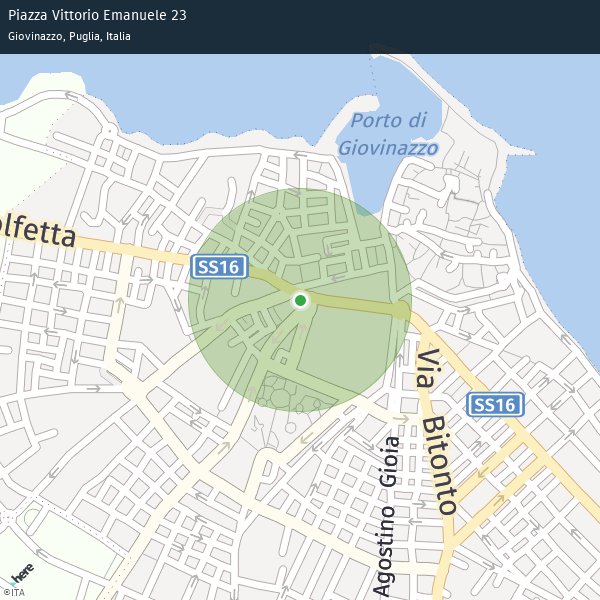 Piazza Vittorio Emanuele 23
Giovinazzo, Puglia, Italia
Porto di
Giovinazzo
olfetta
SS16
Via Bitonto
SS16
Agostino Gioia
here
©ITA